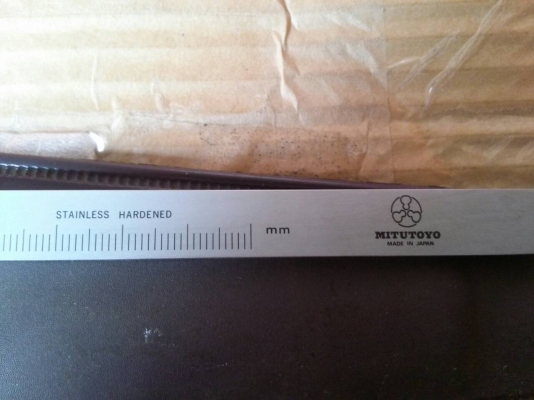 STAINLESS HARDENED
mm
MITUTOYO
MADE IN JAPAN